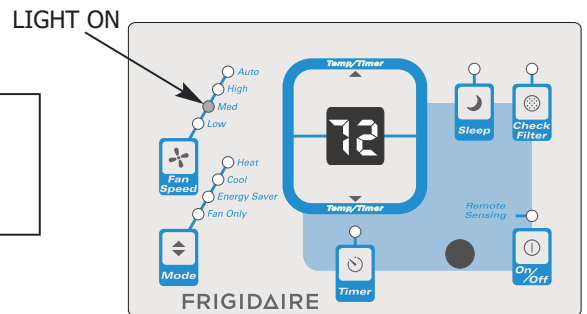 LIGHT ON
Temp/Timer
Auto
High
Med
Low
Fan
Speed
72
Sleep
Check
Filter
Heat
Cool
Energy Saver
Fan Only
Mode
Temp/Timer
Timer
Remote
Sensing
On/Off
FRIGIDAIRE